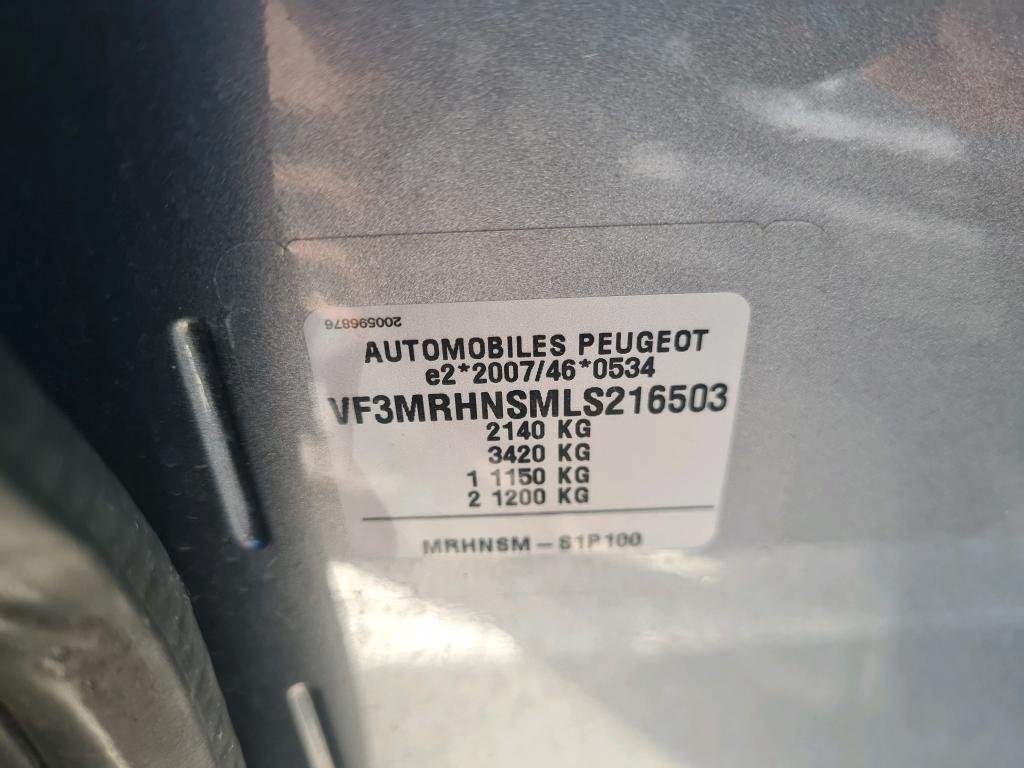 200596876
AUTOMOBILES PEUGEOT
e2*2007/46*0534
VF3MRHNSMLS216503
2140 KG
3420 KG
1 1150 KG
2 1200 KG
MRHNSM – S1P100